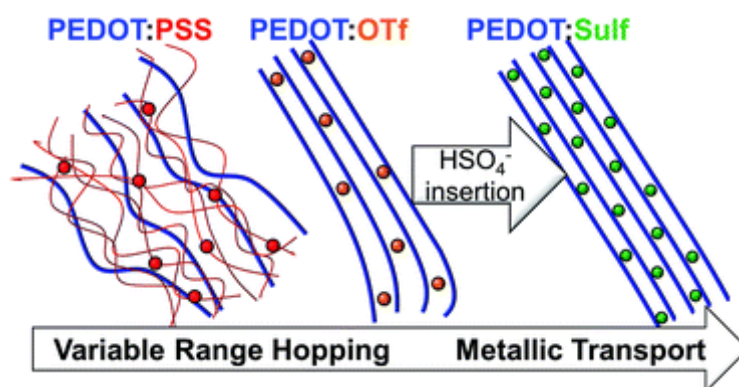 PEDOT:PSS PEDOT:OTf PEDOT:Sulf
HSO₄⁻
insertion
Variable Range Hopping Metallic Transport